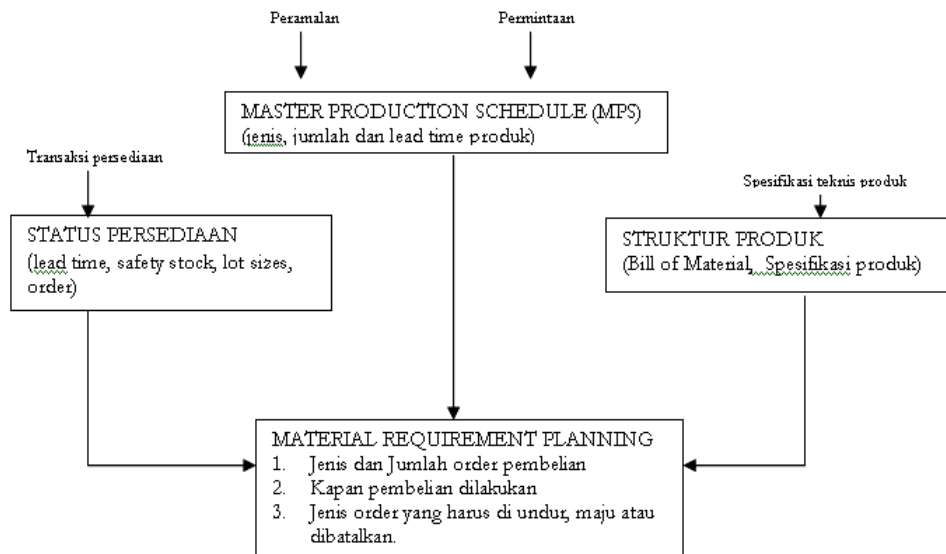 Peramalan
Permintaan
MASTER PRODUCTION SCHEDULE (MPS)
(jenis, jumlah dan lead time produk)
Transaksi persediaan
Spesifikasi teknis produk
STATUS PERSEDIAAN
(lead time, safety stock, lot sizes,
order)
STRUKTUR PRODUK
(Bill of Material, Spesifikasi produk)
MATERIAL REQUIREMENT PLANNING
1. Jenis dan Jumlah order pembelian
2. Kapan pembelian dilakukan
3. Jenis order yang harus di undur, maju atau
dibatalkan.